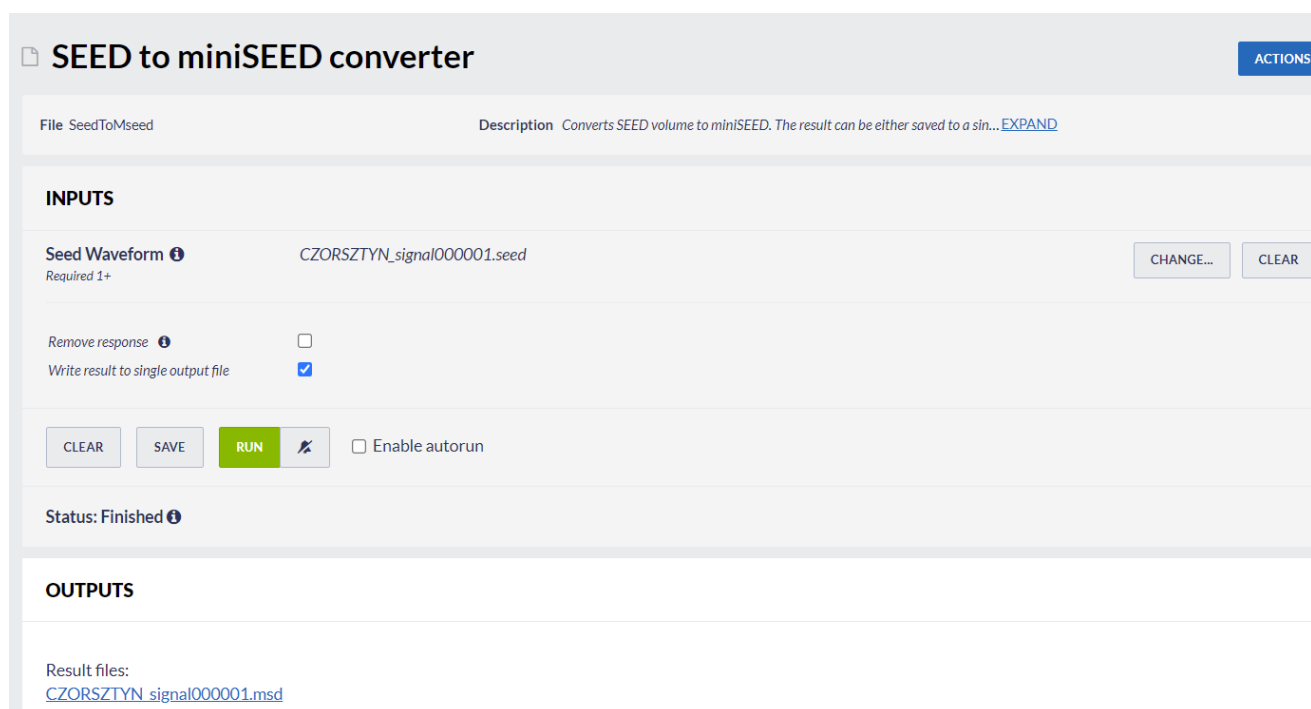 SEED to miniSEED converter
ACTIONS
File SeedToMseed
Description Converts SEED volume to miniSEED. The result can be either saved to a sin... EXPAND
INPUTS
Seed Waveform
CZORSZTYN_signal000001.seed
CHANGE...
CLEAR
Required 1+
Remove response
Write result to single output file
CLEAR
SAVE
RUN
Enable autorun
Status: Finished
OUTPUTS
Result files:
CZORSZTYN_signal000001.msd